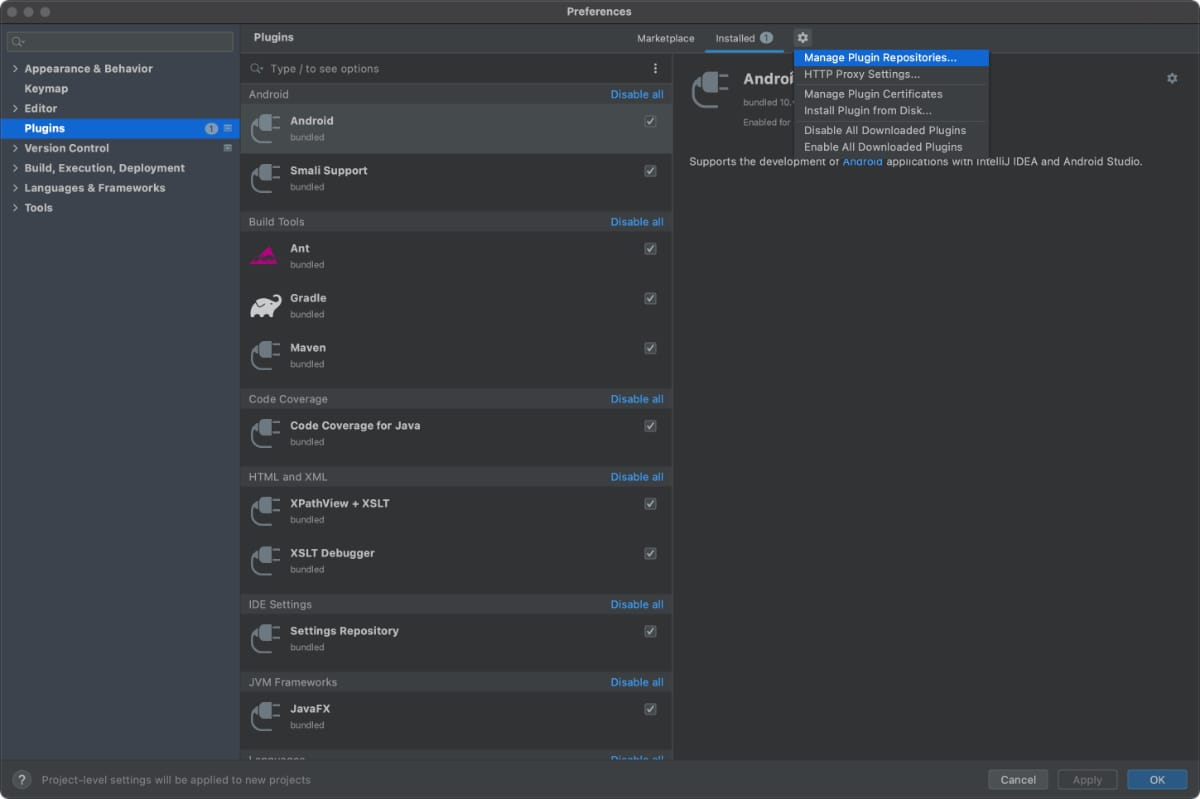 Preferences
Plugins
Marketplace
Installed 1
Appearance & Behavior
Keymap
Editor
Plugins 1
Version Control
Build, Execution, Deployment
Languages & Frameworks
Tools
Type / to see options
Android Disable all
Android
bundled
Smali Support
bundled
Build Tools Disable all
Ant
bundled
Gradle
bundled
Maven
bundled
Code Coverage Disable all
Code Coverage for Java
bundled
HTML and XML Disable all
XPathView + XSLT
bundled
XSLT Debugger
bundled
IDE Settings Disable all
Settings Repository
bundled
JVM Frameworks Disable all
JavaFX
bundled
Languages Disable all
Manage Plugin Repositories...
HTTP Proxy Settings...
Manage Plugin Certificates
Install Plugin from Disk...
Disable All Downloaded Plugins
Enable All Downloaded Plugins
bundled 10.
Enabled for
Supports the development of Android applications with IntelliJ IDEA and Android Studio.
? Project-level settings will be applied to new projects
Cancel
Apply
OK